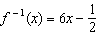 f⁻¹(x) = 6x − 1/2